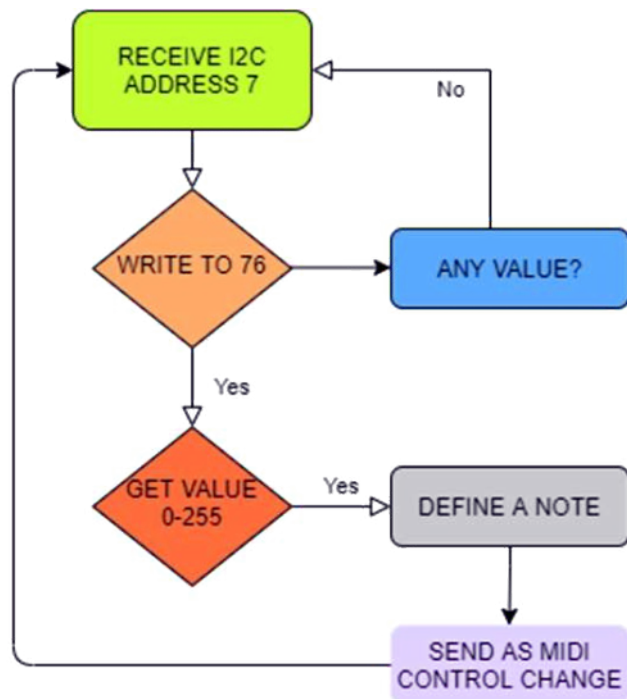 RECEIVE I2C
ADDRESS 7
No
WRITE TO 76
ANY VALUE?
Yes
GET VALUE
0-255
Yes
DEFINE A NOTE
SEND AS MIDI
CONTROL CHANGE